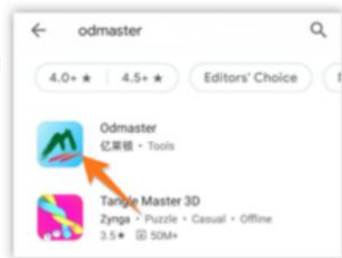 odmaster
4.0+ ★ 4.5+ ★ Editors' Choice
Odmaster
亿莱顿 • Tools
Tangle Master 3D
Zynga • Puzzle • Casual • Offline
3.5★ 50M+